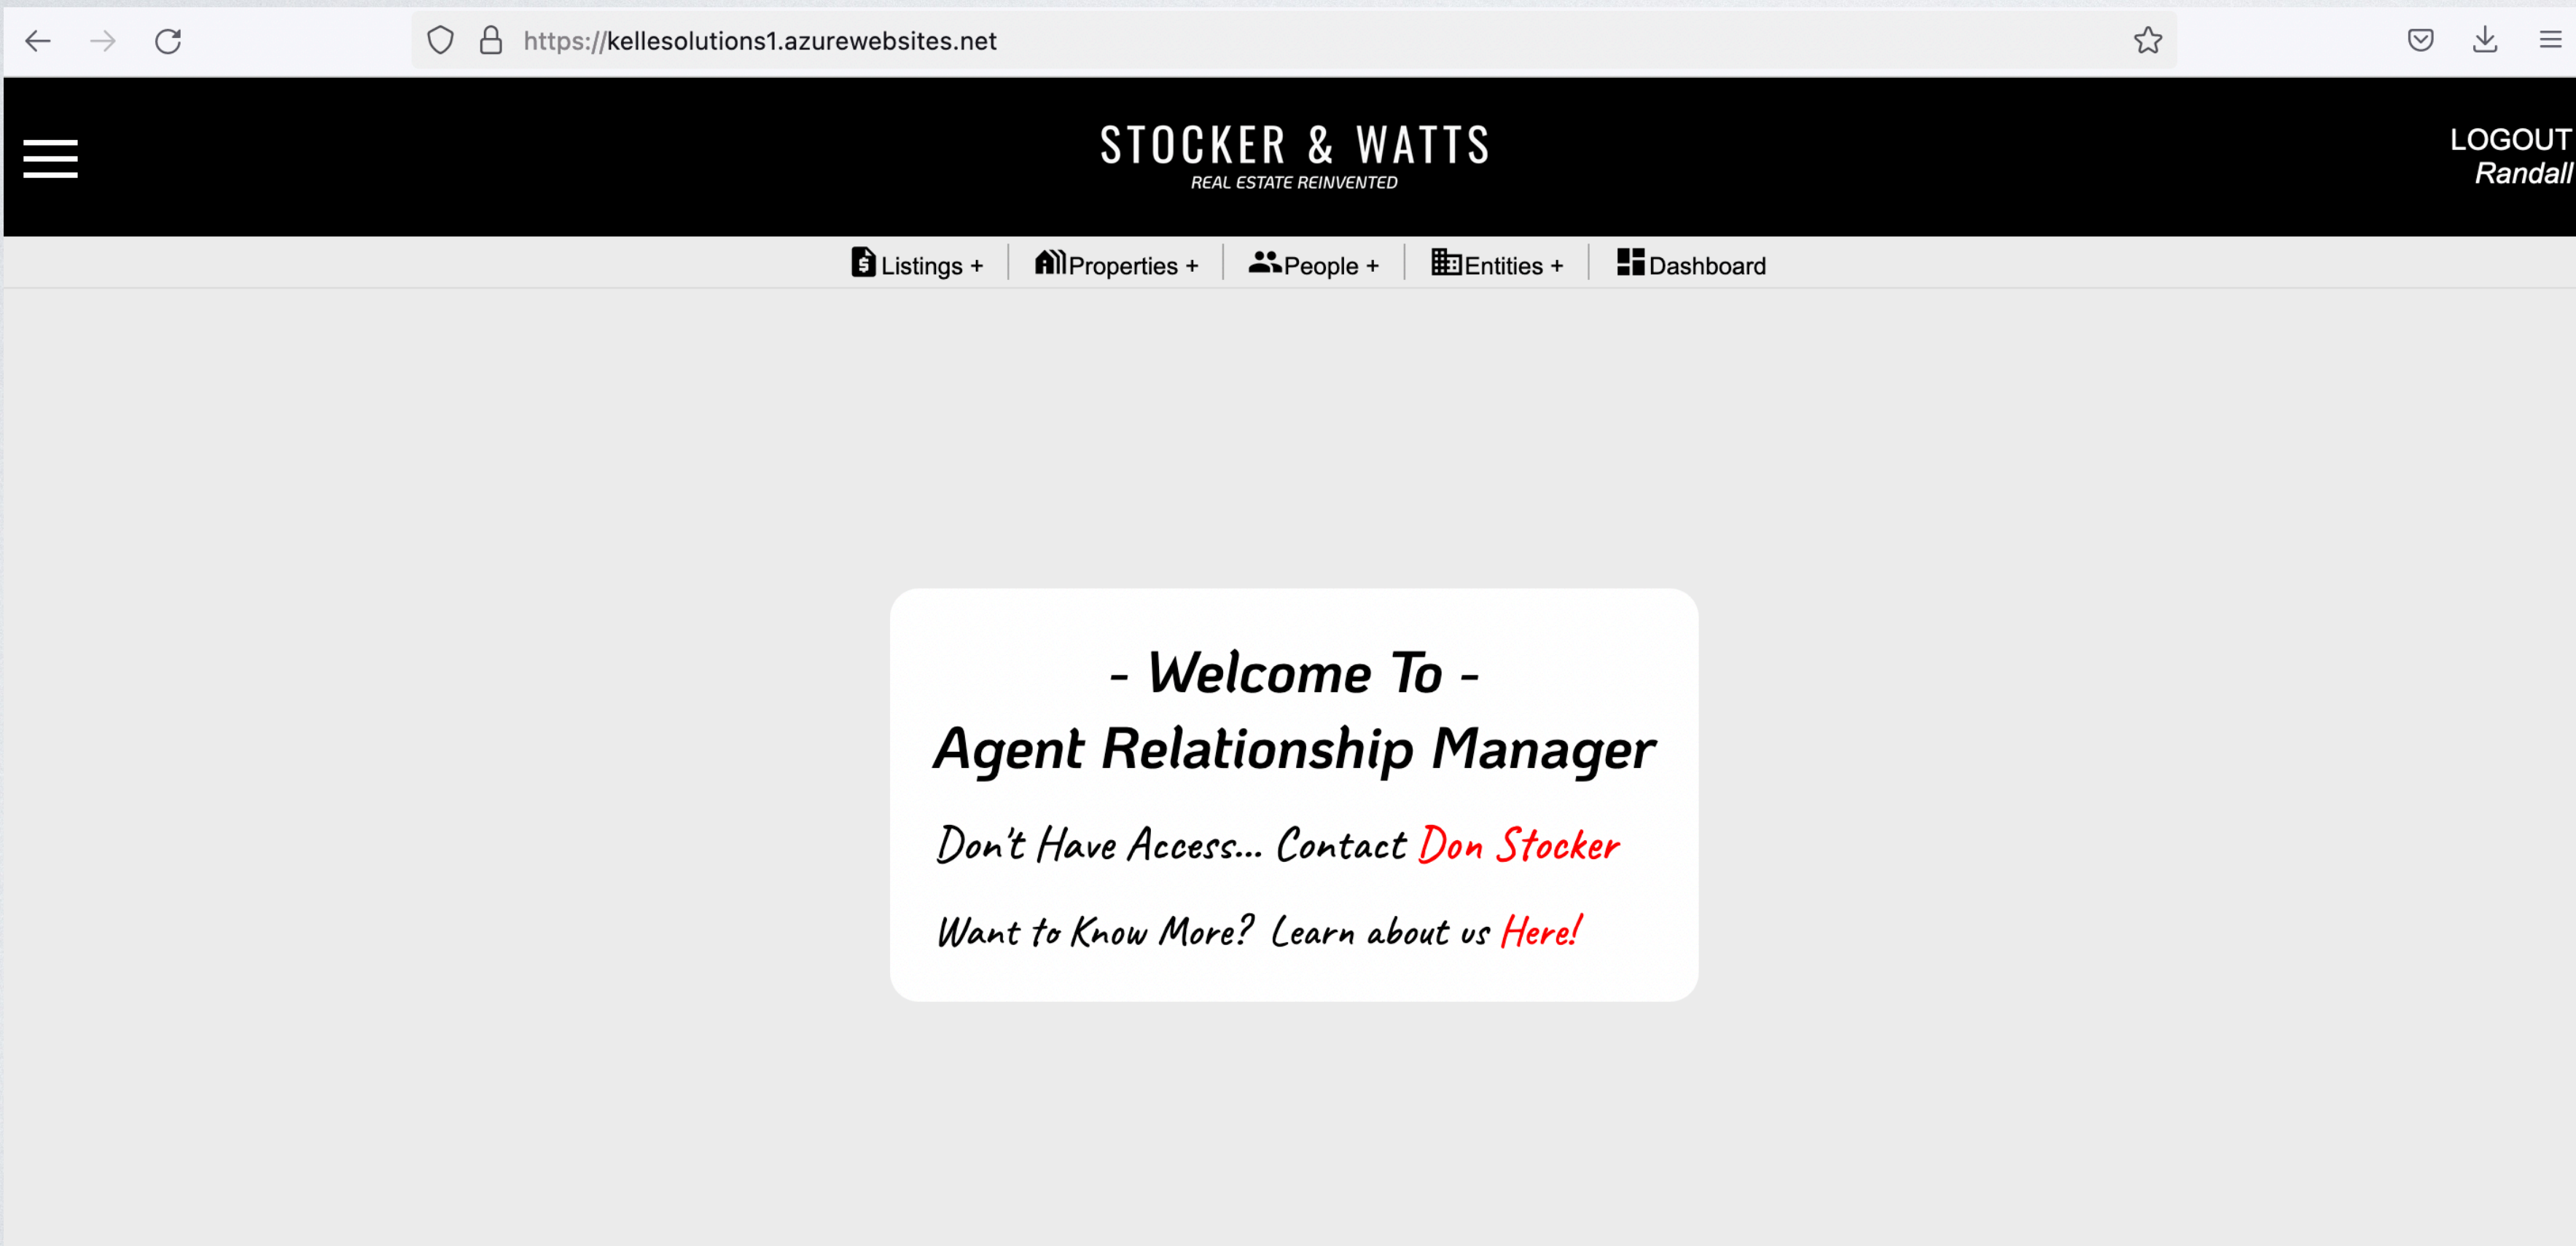 https://kellesolutions1.azurewebsites.net
STOCKER & WATTS
REAL ESTATE REINVENTED
LOGOUT
Randall
Listings + Properties + People + Entities + Dashboard
- Welcome To -
Agent Relationship Manager
Don't Have Access... Contact Don Stocker
Want to Know More? Learn about us Here!